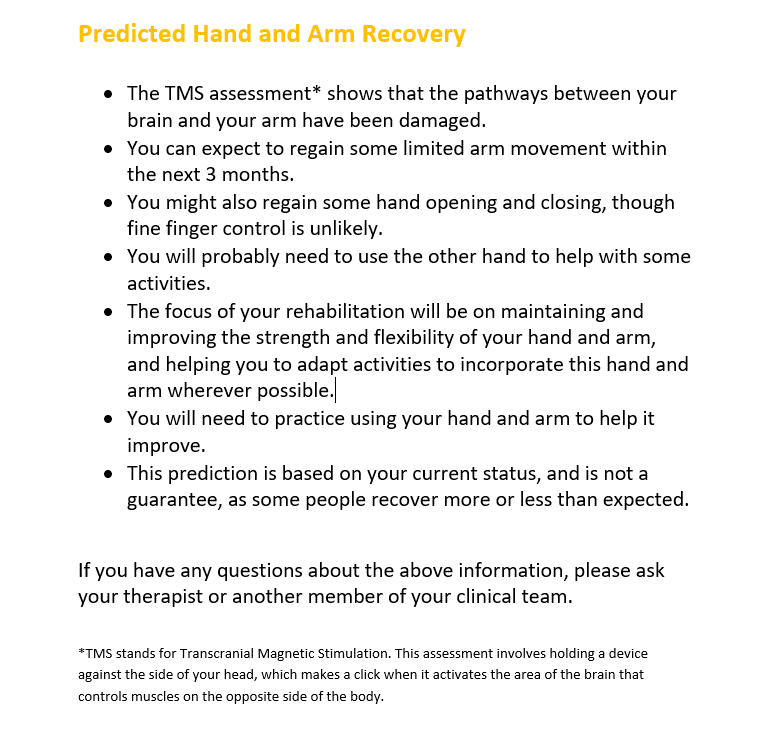 Predicted Hand and Arm Recovery
• The TMS assessment* shows that the pathways between your
brain and your arm have been damaged.
• You can expect to regain some limited arm movement within
the next 3 months.
• You might also regain some hand opening and closing, though
fine finger control is unlikely.
• You will probably need to use the other hand to help with some
activities.
• The focus of your rehabilitation will be on maintaining and
improving the strength and flexibility of your hand and arm,
and helping you to adapt activities to incorporate this hand and
arm wherever possible.
• You will need to practice using your hand and arm to help it
improve.
• This prediction is based on your current status, and is not a
guarantee, as some people recover more or less than expected.
If you have any questions about the above information, please ask
your therapist or another member of your clinical team.
*TMS stands for Transcranial Magnetic Stimulation. This assessment involves holding a device
against the side of your head, which makes a click when it activates the area of the brain that
controls muscles on the opposite side of the body.